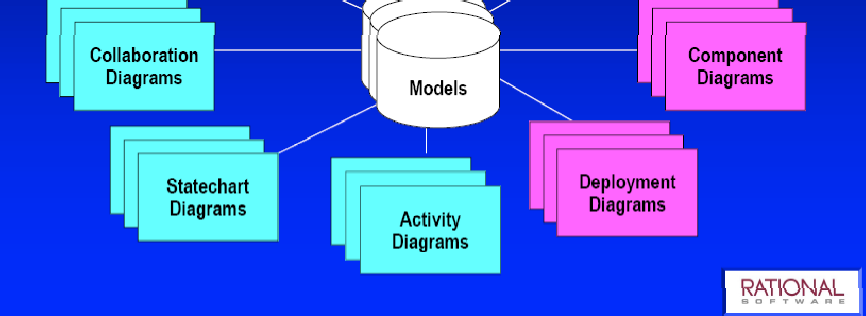 Collaboration
Diagrams
Component
Diagrams
Models
Statechart
Diagrams
Deployment
Diagrams
Activity
Diagrams
RATIONAL
SOFTWARE